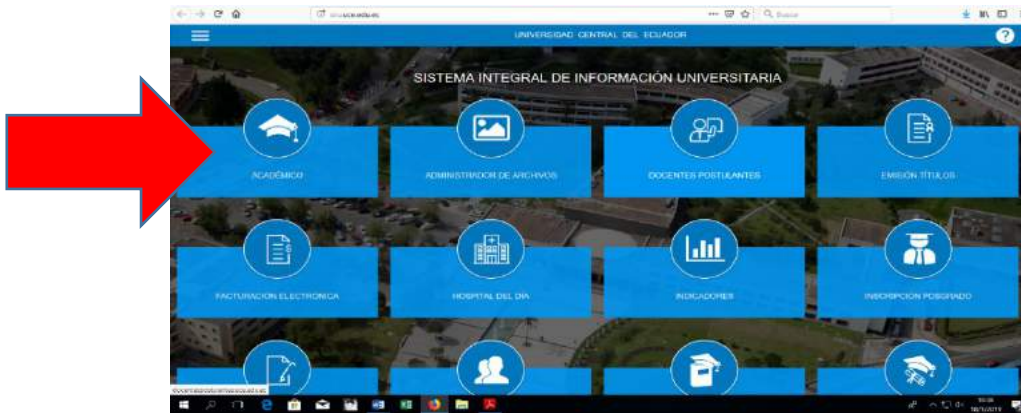 UNIVERSIDAD CENTRAL DEL ECUADOR
?
SISTEMA INTEGRAL DE INFORMACIÓN UNIVERSITARIA
ACADÉMICO
ADMINISTRADOR DE ARCHIVOS
DOCENTES POSTULANTES
EMISIÓN TÍTULOS
FACTURACIÓN ELECTRONICA
HOSPITAL DEL DÍA
INDICADORES
INSCRIPCIÓN POSGRADO